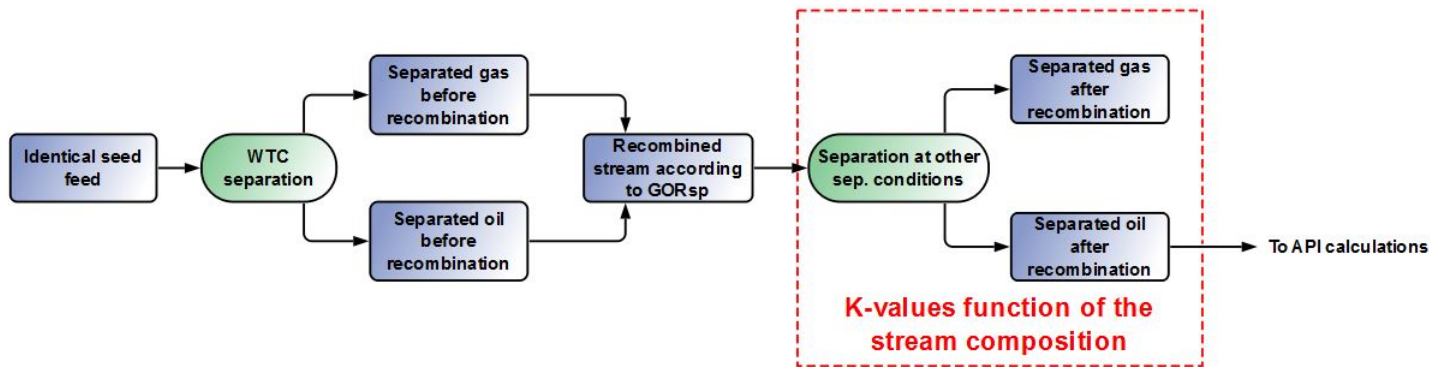 Identical seed
feed
WTC
separation
Separated gas
before
recombination
Separated oil
before
recombination
Recombined
stream according
to GORsp
Separation at other
sep. conditions
Separated gas
after
recombination
Separated oil
after
recombination
To API calculations
K-values function of the
stream composition